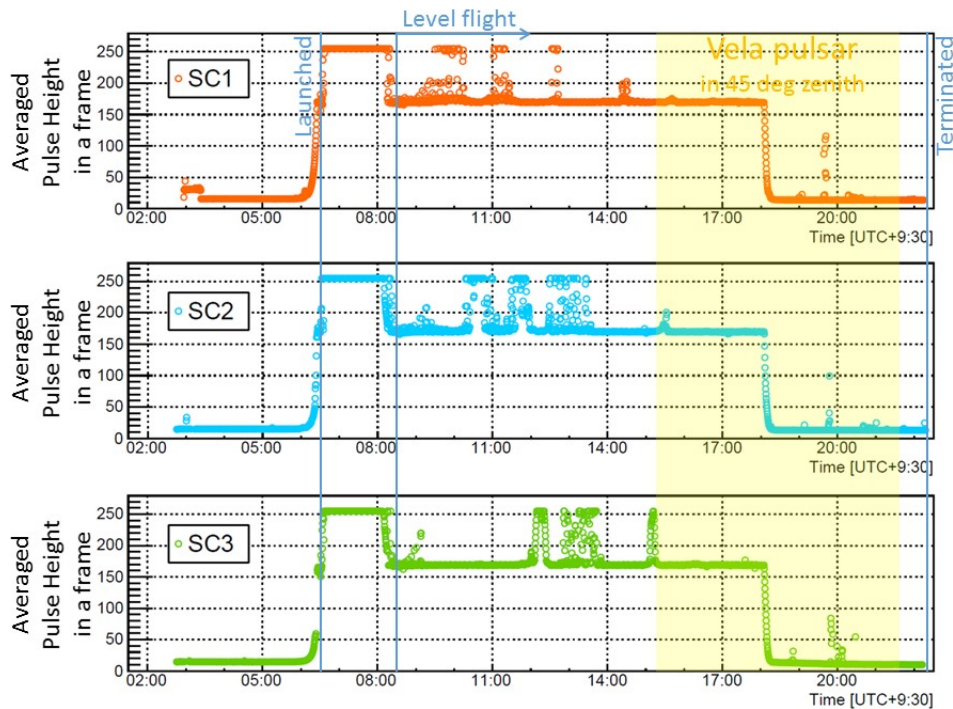 Level flight
Launched
Vela pulsar
in 45 deg zenith
Terminated
Averaged
Pulse Height
in a frame
SC1
250
200
150
100
50
0
02:00 05:00 08:00 11:00 14:00 17:00 20:00
Time [UTC+9:30]
Averaged
Pulse Height
in a frame
SC2
250
200
150
100
50
0
02:00 05:00 08:00 11:00 14:00 17:00 20:00
Time [UTC+9:30]
Averaged
Pulse Height
in a frame
SC3
250
200
150
100
50
0
02:00 05:00 08:00 11:00 14:00 17:00 20:00
Time [UTC+9:30]